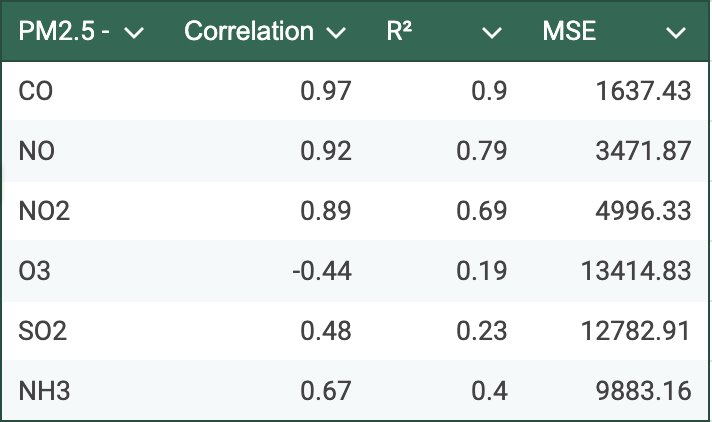 PM2.5 - Correlation R² MSE
CO 0.97 0.9 1637.43
NO 0.92 0.79 3471.87
NO2 0.89 0.69 4996.33
O3 -0.44 0.19 13414.83
SO2 0.48 0.23 12782.91
NH3 0.67 0.4 9883.16